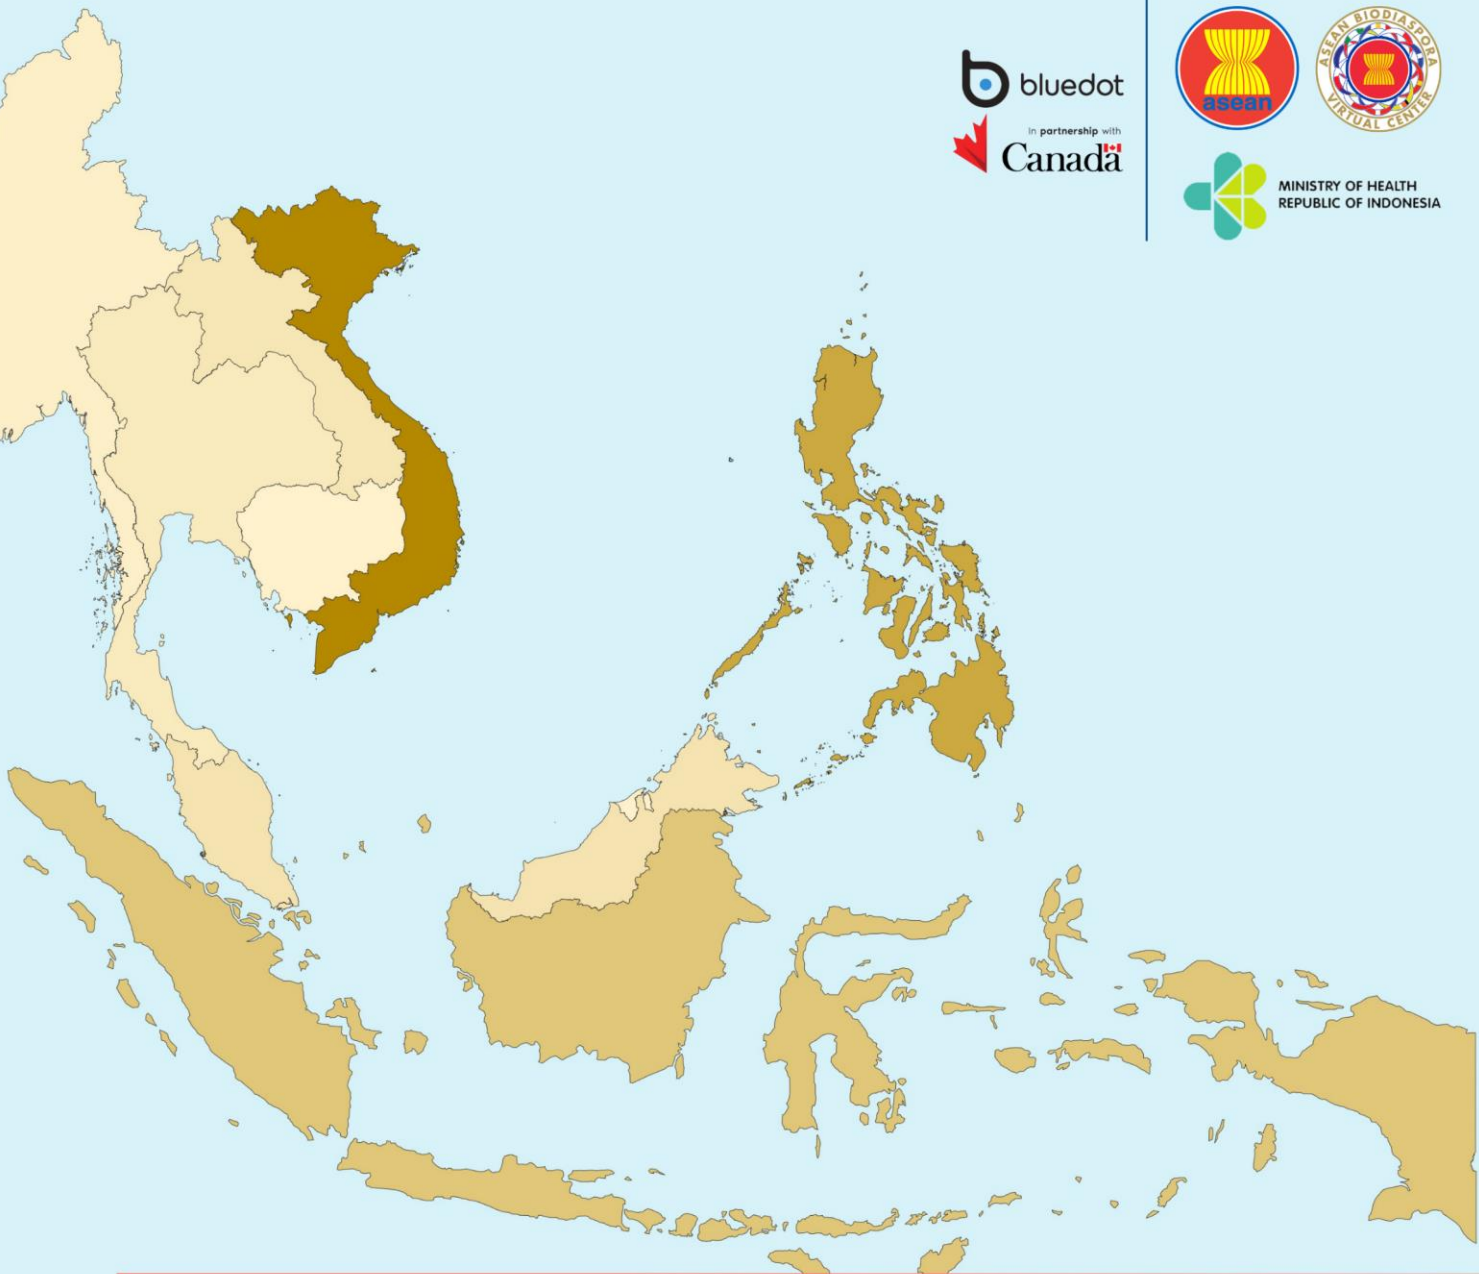 bluedot
in partnership with
Canada
asean
ASEAN BIODIASPORA
VIRTUAL CENTER
MINISTRY OF HEALTH
REPUBLIC OF INDONESIA